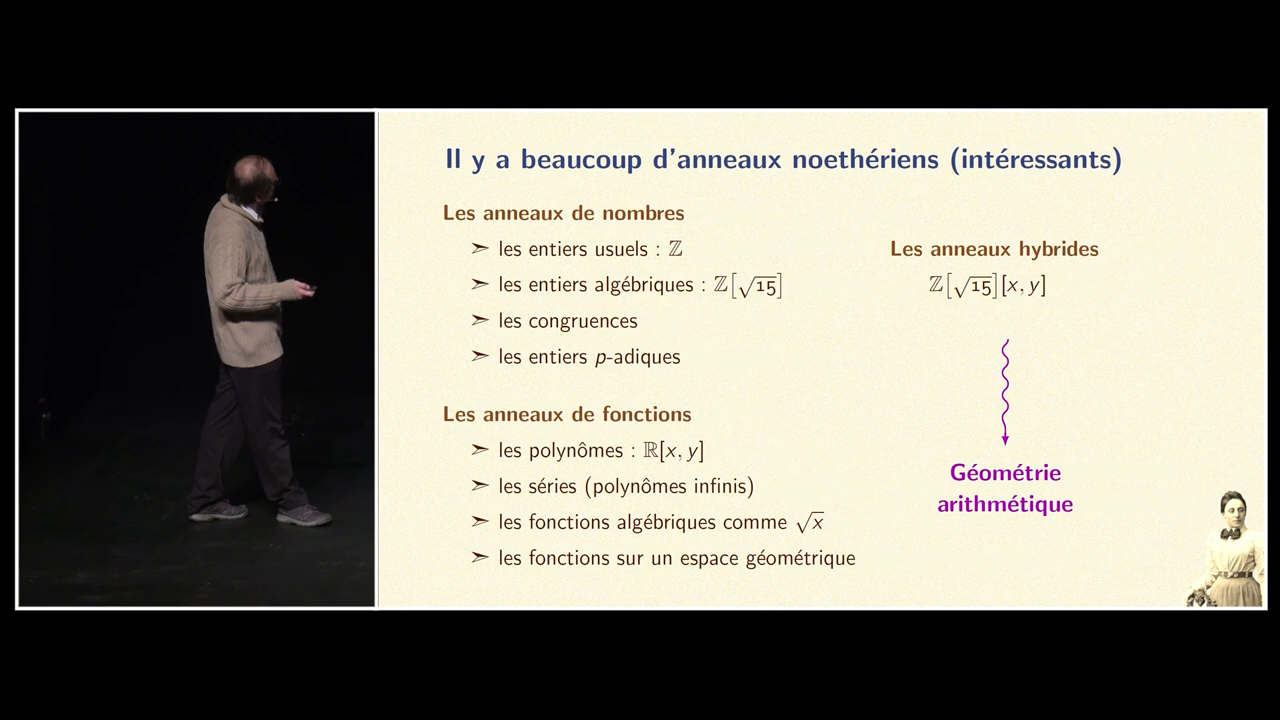 Il y a beaucoup d'anneaux noethériens (intéressants)
Les anneaux de nombres
➣ les entiers usuels : ℤ
➣ les entiers algébriques : ℤ[√15]
➣ les congruences
➣ les entiers p-adiques
Les anneaux de fonctions
➣ les polynômes : ℝ[x, y]
➣ les séries (polynômes infinis)
➣ les fonctions algébriques comme √x
➣ les fonctions sur un espace géométrique
Les anneaux hybrides
ℤ[√15][x, y]
Géométrie
arithmétique